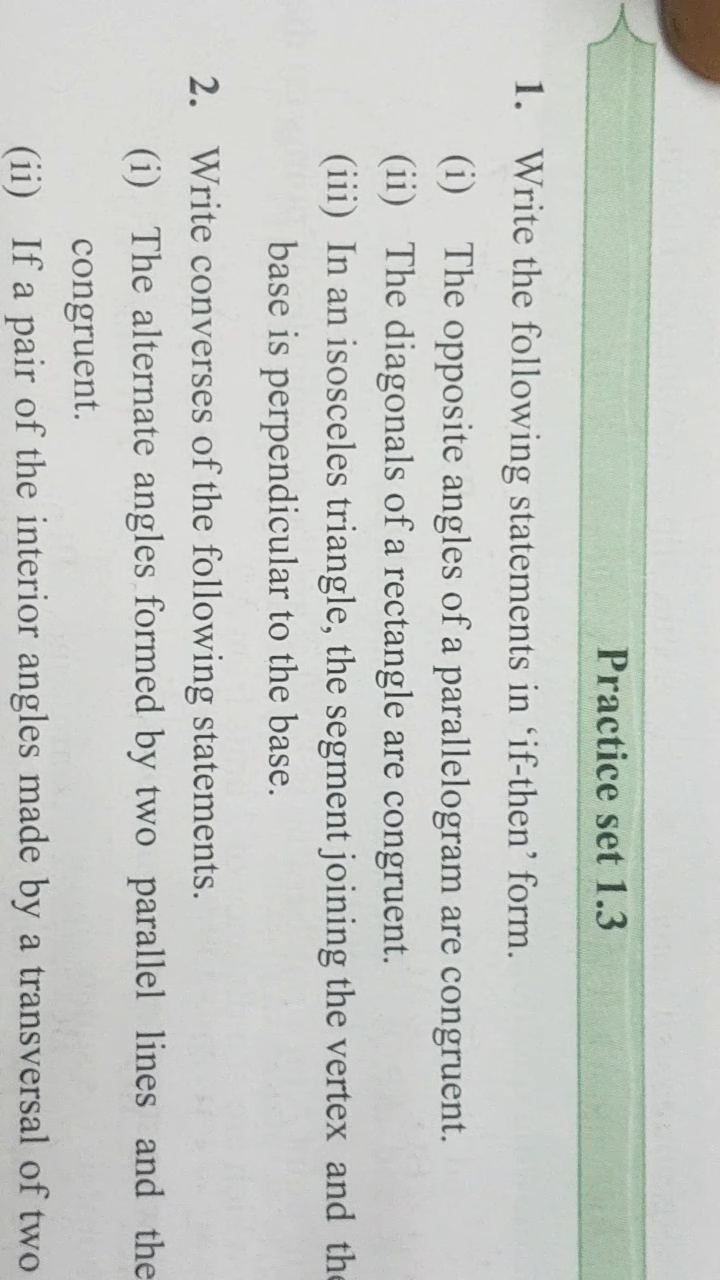 Practice set 1.3
1. Write the following statements in ‘if-then’ form.
(i) The opposite angles of a parallelogram are congruent.
(ii) The diagonals of a rectangle are congruent.
(iii) In an isosceles triangle, the segment joining the vertex and the
base is perpendicular to the base.
2. Write converses of the following statements.
(i) The alternate angles formed by two parallel lines and the
congruent.
(ii) If a pair of the interior angles made by a transversal of two